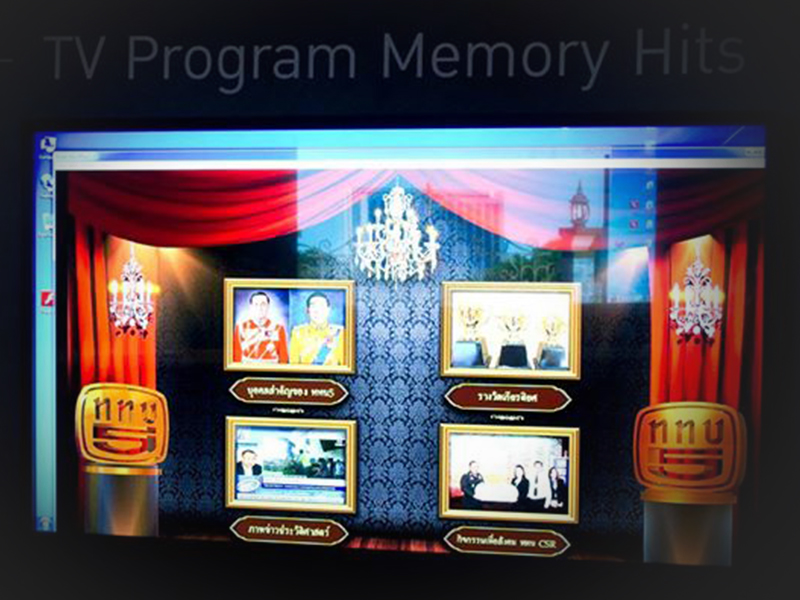 TV Program Memory Hits
บุคคลสำคัญของ ททบ5
รางวัลเกียรติยศ
ททบ
5
ททบ
5
ภาพข่าวประวัติศาสตร์
กิจกรรมเพื่อสังคม ททบ CSR